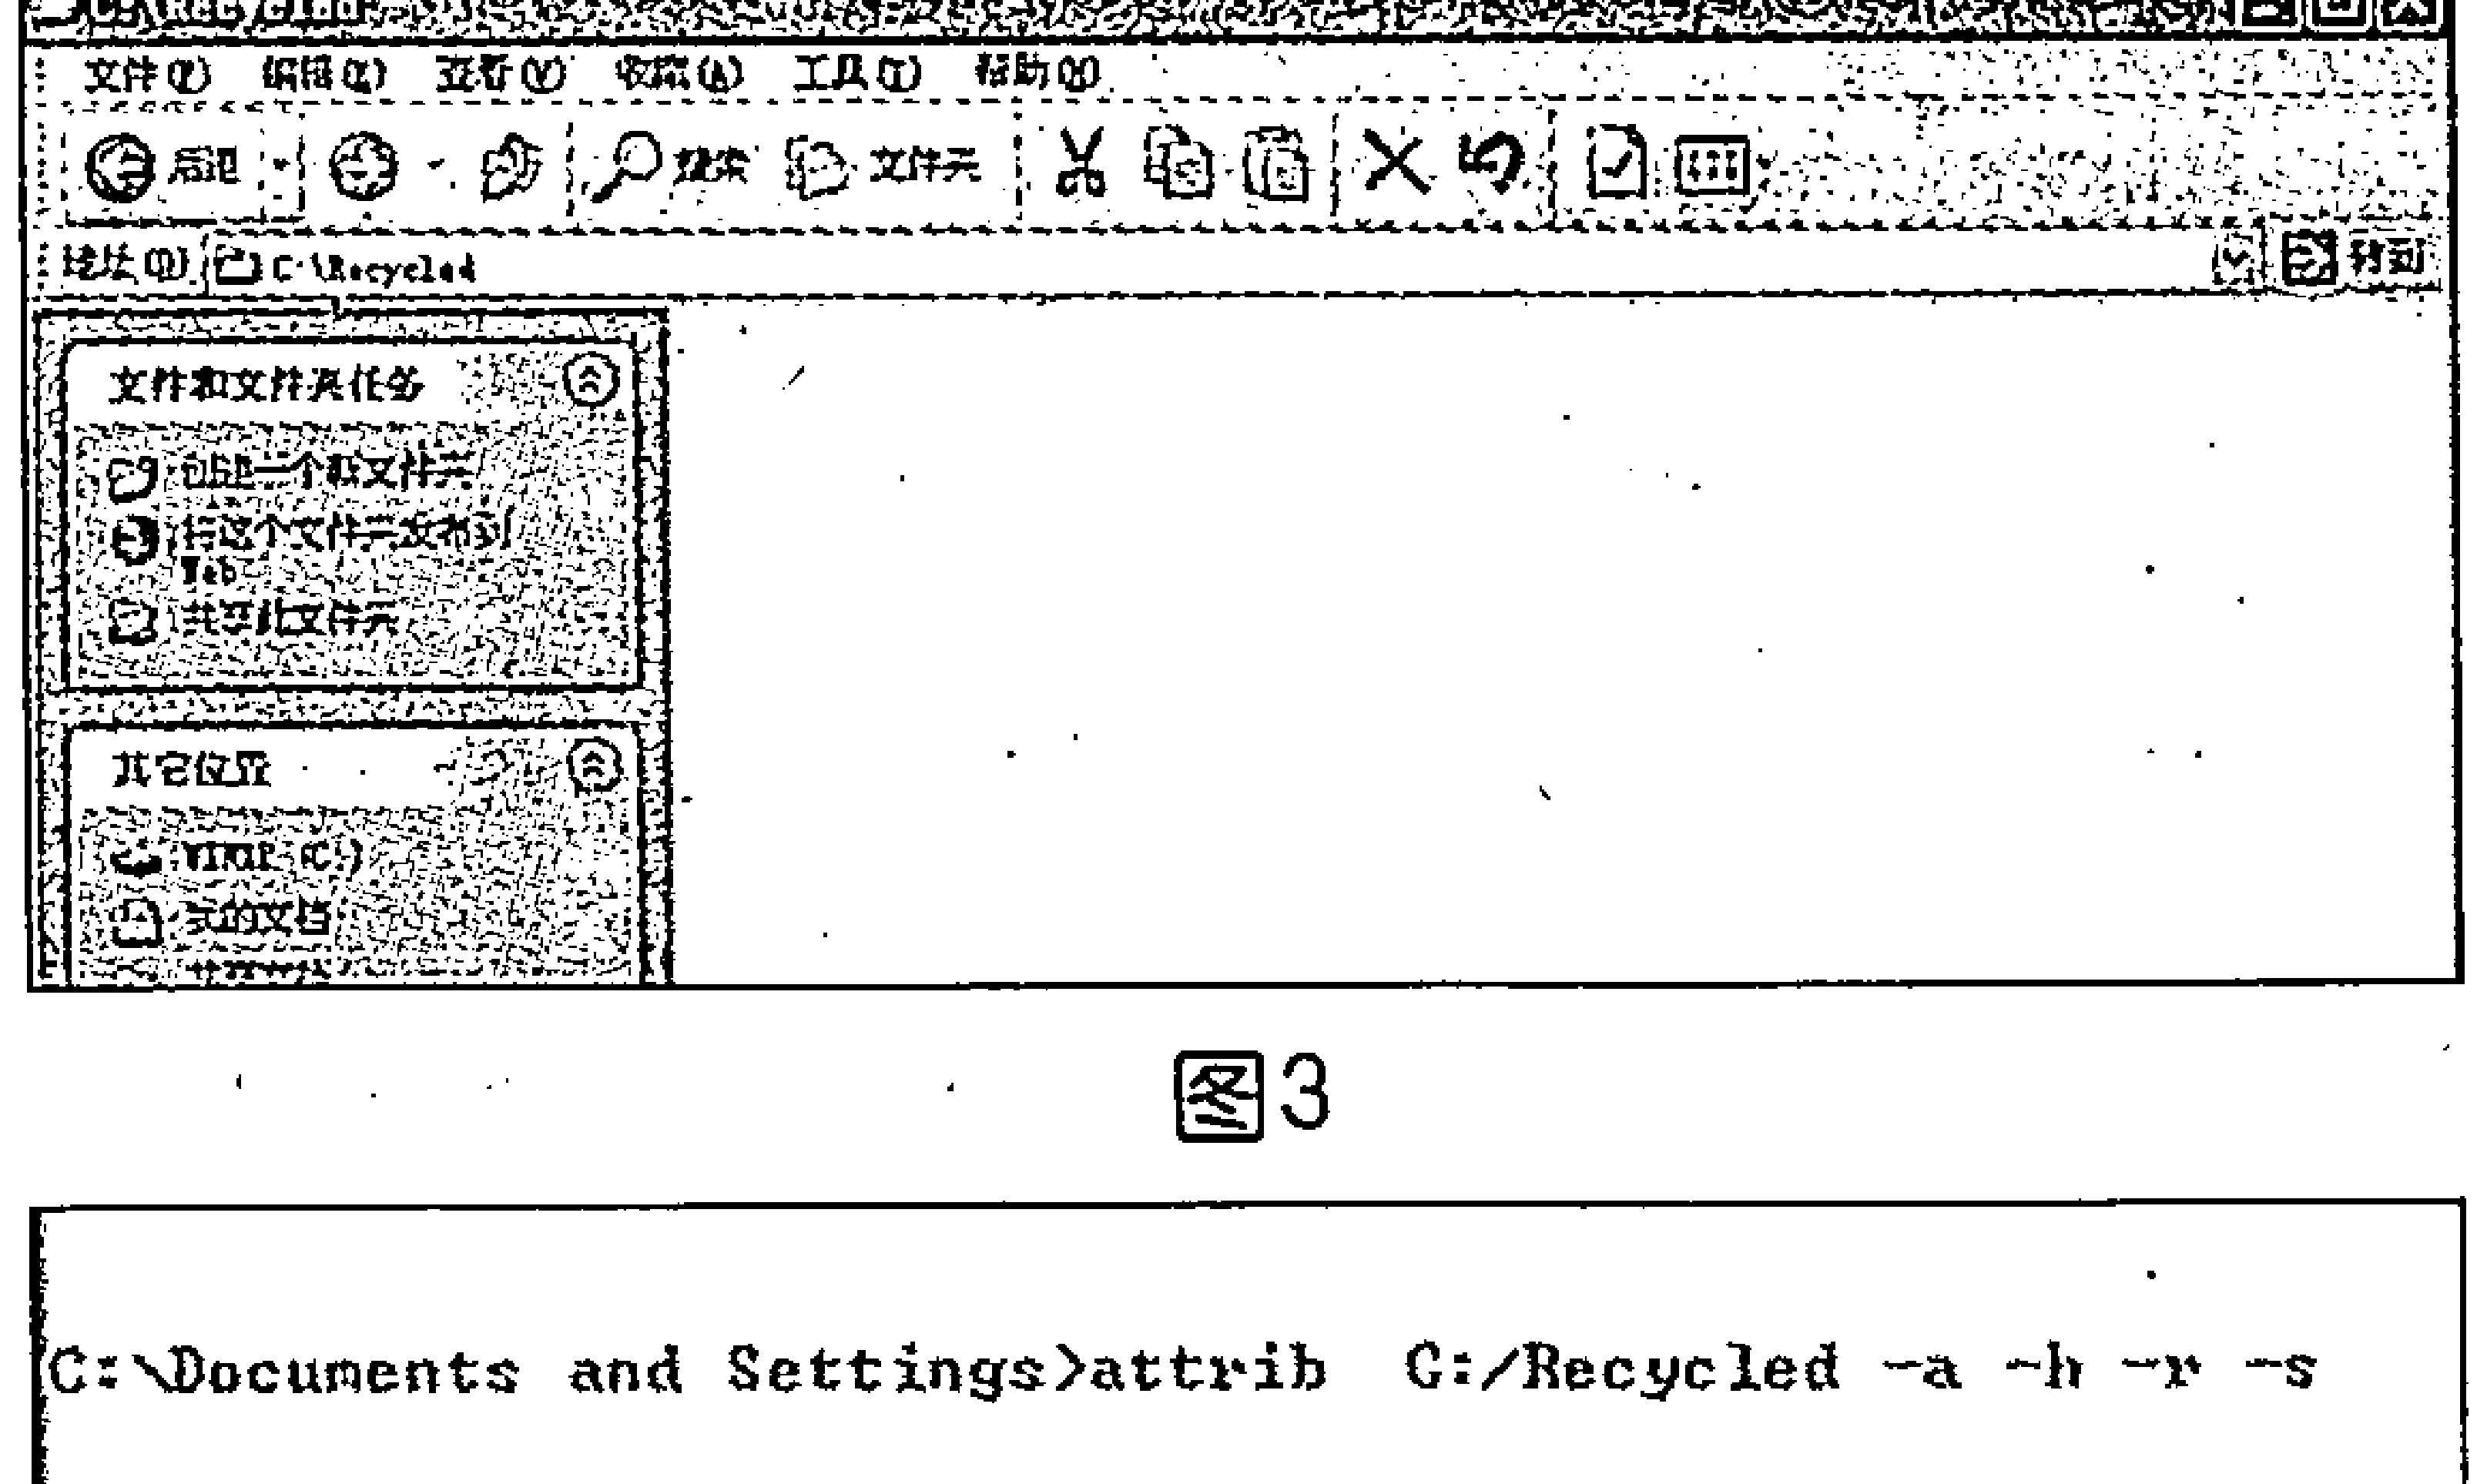 C:\Recycled
文件(F) 编辑(E) 查看(V) 收藏(A) 工具(T) 帮助(H)
后退 搜索 文件夹
地址(D) C:\Recycled 转到
文件和文件夹任务
创建一个新文件夹
将这个文件夹发布到
Web
共享此文件夹
其它位置
(C:)
我的文档
图3
C:\Documents and Settings>attrib G:/Recycled -a -h -r -s